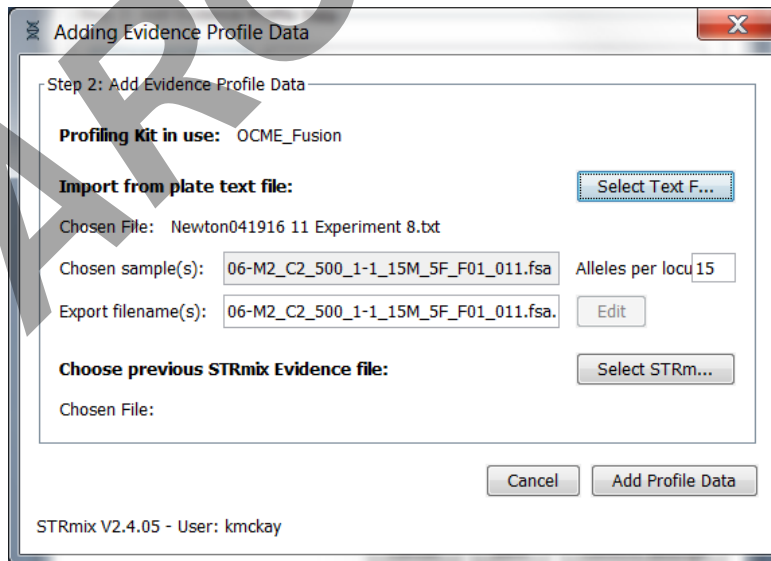 Adding Evidence Profile Data
X
Step 2: Add Evidence Profile Data
Profiling Kit in use: OCME_Fusion
Import from plate text file: Select Text F...
Chosen File: Newton041916 11 Experiment 8.txt
Chosen sample(s): 06-M2_C2_500_1-1_15M_5F_F01_011.fsa Alleles per locu 15
Export filename(s): 06-M2_C2_500_1-1_15M_5F_F01_011.fsa. Edit
Choose previous STRmix Evidence file: Select STRm...
Chosen File:
Cancel Add Profile Data
STRmix V2.4.05 - User: kmckay